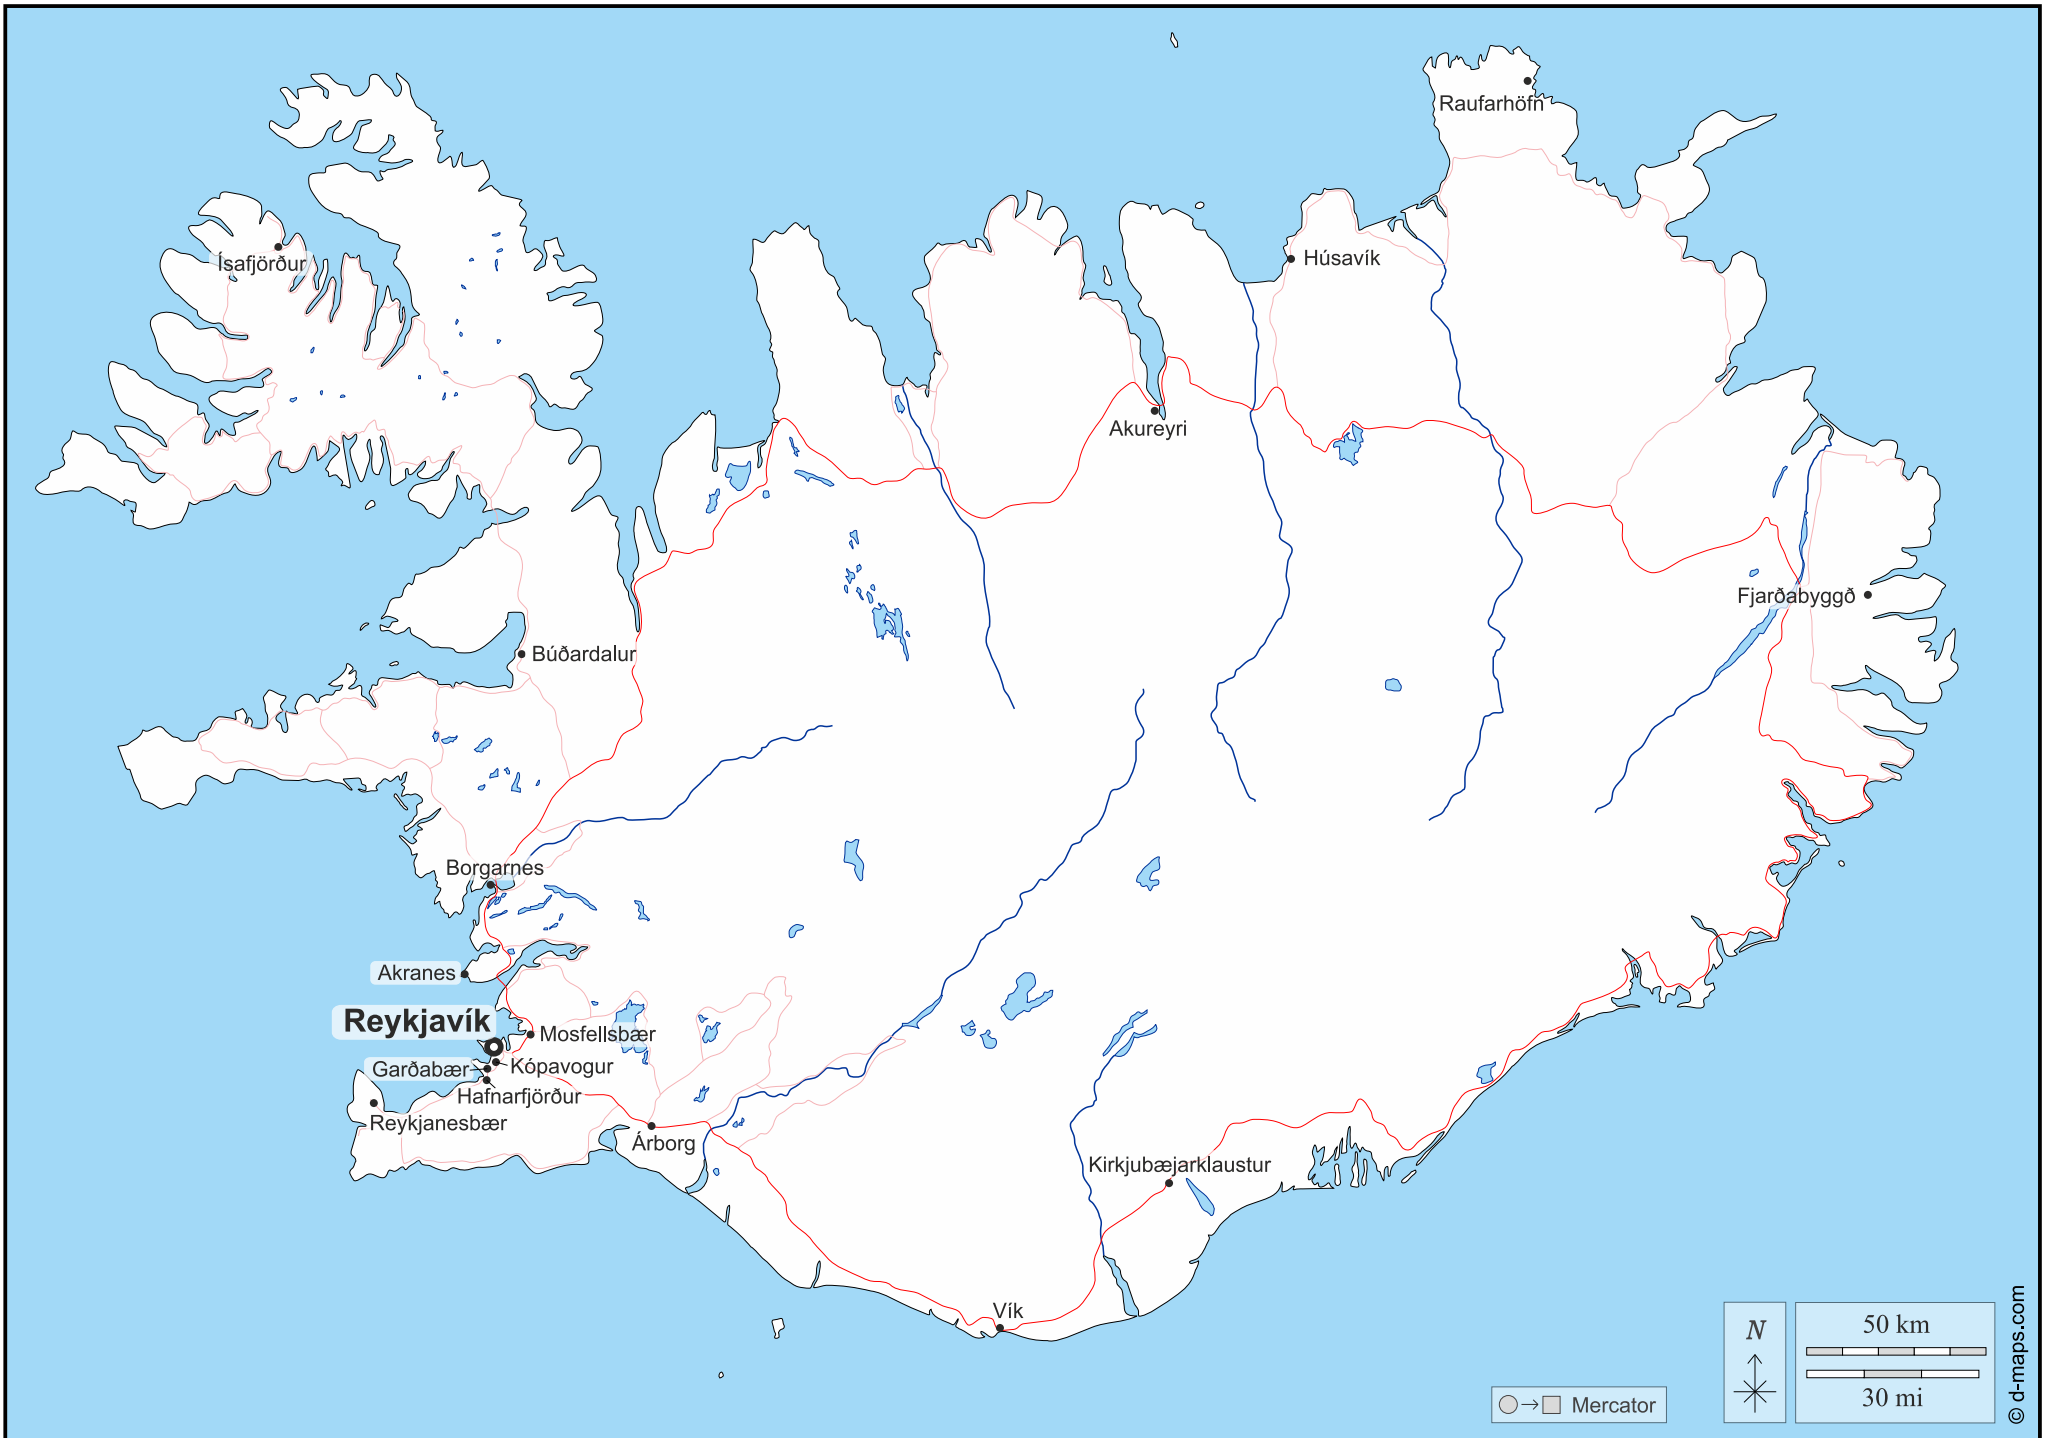 Raufarhöfn
Ísafjörður
Húsavík
Akureyri
Fjarðabyggð
Búðardalur
Borgarnes
Akranes
Reykjavík
Mosfellsbær
Garðabær
Kópavogur
Hafnarfjörður
Reykjanesbær
Árborg
Kirkjubæjarklaustur
Vík
N
50 km
30 mi
Mercator
© d-maps.com